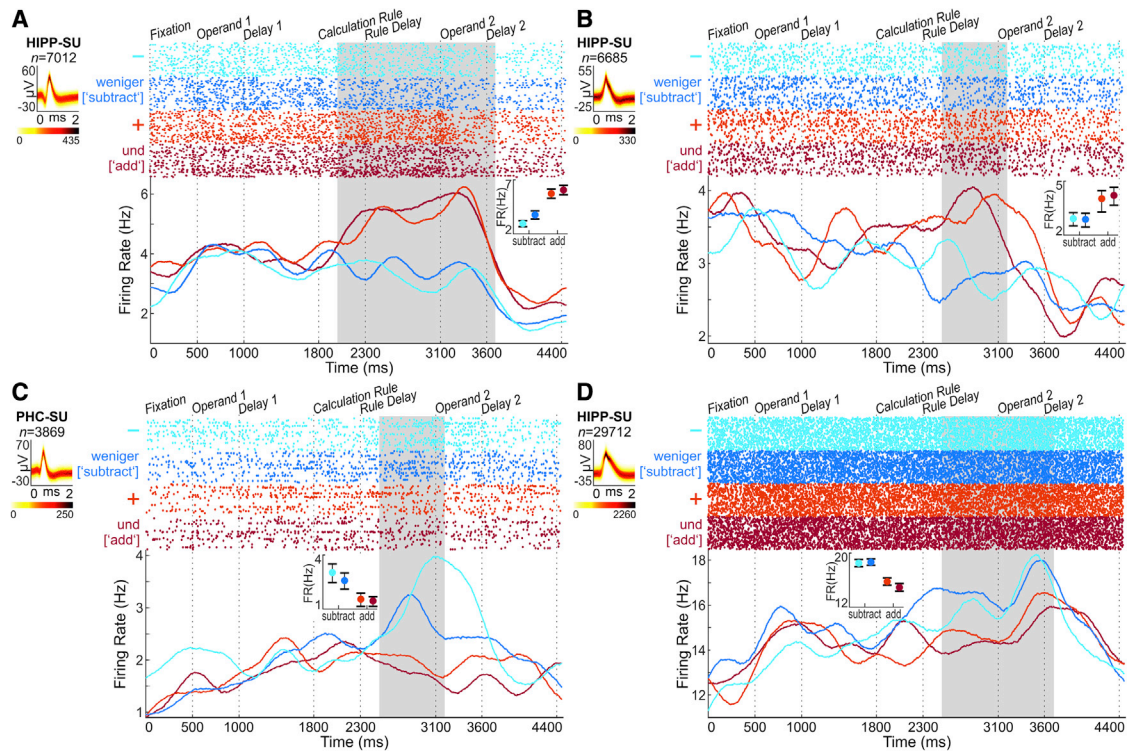 A
Fixation Operand 1 Delay 1 Calculation Rule Rule Delay Operand 2 Delay 2
HIPP-SU
n=7012
60
μV
-30
0 ms 2
0 435
−
weniger
['subtract']
+
und
['add']
Firing Rate (Hz)
6
4
2
FR(Hz)
7
2
subtract add
0 500 1000 1800 2300 3100 3600 4400
Time (ms)
B
Fixation Operand 1 Delay 1 Calculation Rule Rule Delay Operand 2 Delay 2
HIPP-SU
n=6685
55
μV
-25
0 ms 2
0 330
−
weniger
['subtract']
+
und
['add']
Firing Rate (Hz)
4
3
2
FR(Hz)
5
2
subtract add
0 500 1000 1800 2300 3100 3600 4400
Time (ms)
C
Fixation Operand 1 Delay 1 Calculation Rule Rule Delay Operand 2 Delay 2
PHC-SU
n=3869
70
μV
-30
0 ms 2
0 250
−
weniger
['subtract']
+
und
['add']
Firing Rate (Hz)
4
3
2
1
FR(Hz)
4
1
subtract add
0 500 1000 1800 2300 3100 3600 4400
Time (ms)
D
Fixation Operand 1 Delay 1 Calculation Rule Rule Delay Operand 2 Delay 2
HIPP-SU
n=29712
80
μV
-35
0 ms 2
0 2260
−
weniger
['subtract']
+
und
['add']
Firing Rate (Hz)
18
16
14
12
FR(Hz)
20
12
subtract add
0 500 1000 1800 2300 3100 3600 4400
Time (ms)